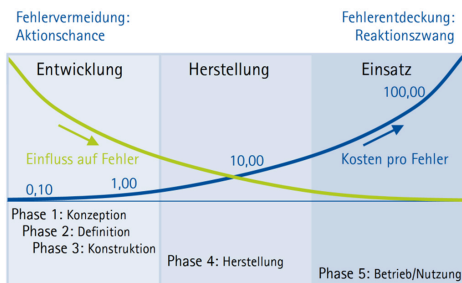 Fehlervermeidung:
Aktionschance
Fehlerentdeckung:
Reaktionszwang
Entwicklung
Herstellung
Einsatz
100,00
Einfluss auf Fehler
10,00
Kosten pro Fehler
0,10
1,00
Phase 1: Konzeption
Phase 2: Definition
Phase 3: Konstruktion
Phase 4: Herstellung
Phase 5: Betrieb/Nutzung